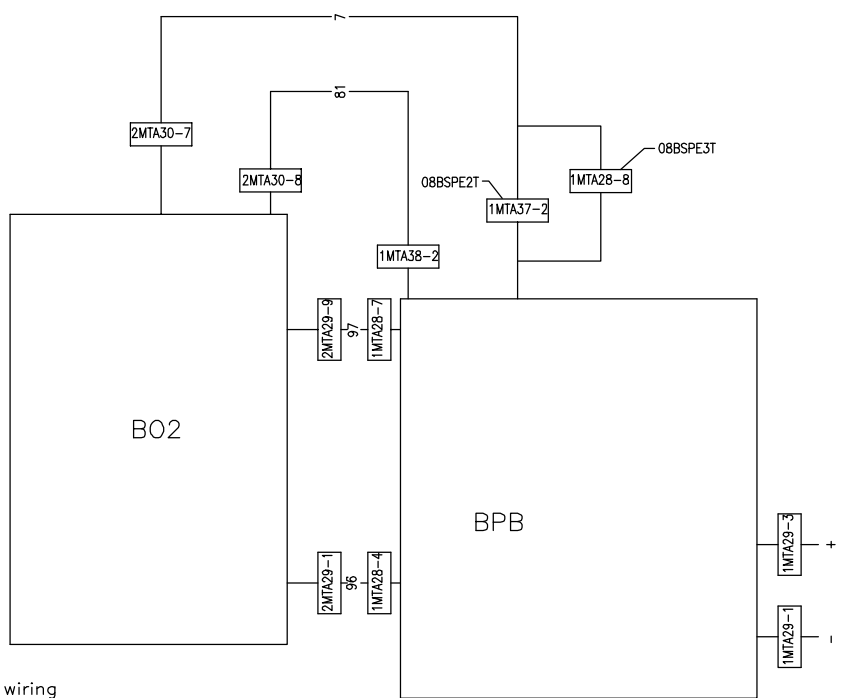 7
81
2MTA30-7
08BSPE3T
2MTA30-8
08BSPE2T
1MTA28-8
1MTA37-2
1MTA38-2
2MTA29-9
97
1MTA28-7
BO2
BPB
1MTA29-3
+
2MTA29-1
96
1MTA28-4
1MTA29-1
-
wiring